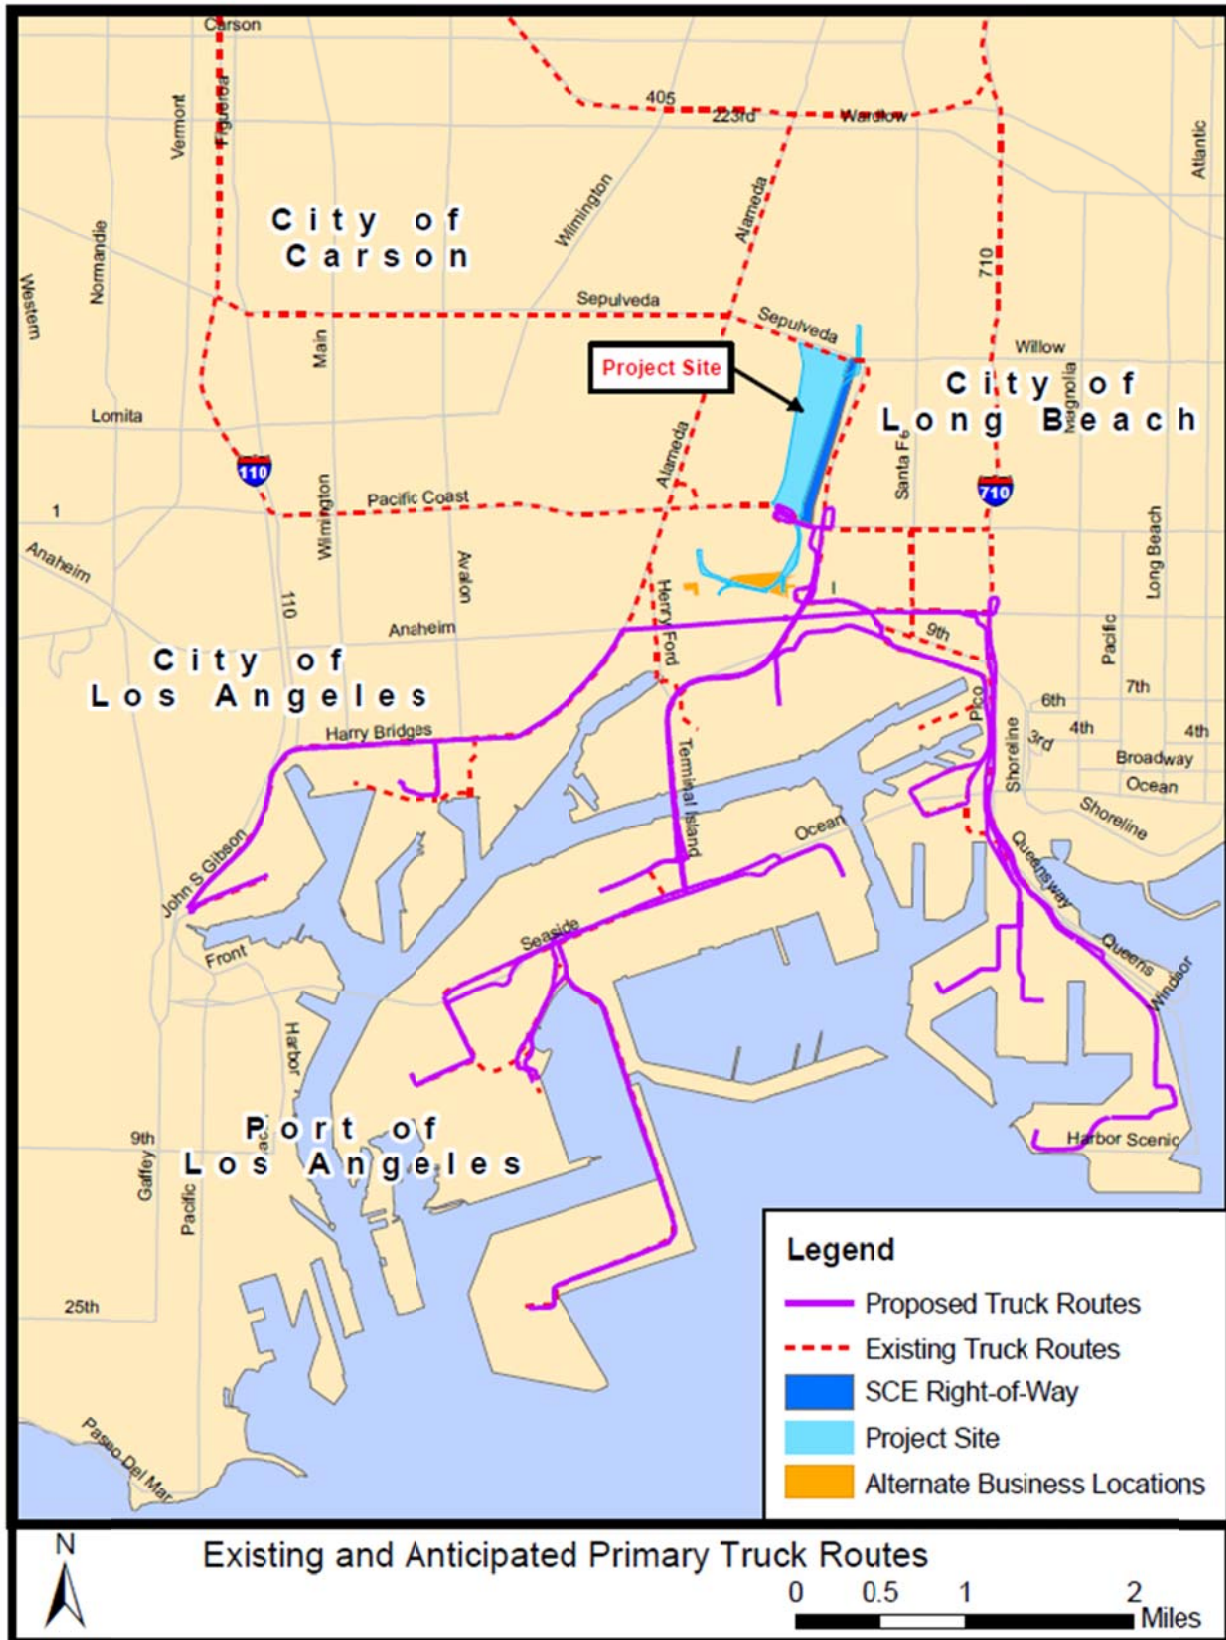 Carson
405
223rd
Wardlow
Vermont
Figueroa
Atlantic
Wilmington
Alameda
City of
Carson
Normandie
Western
710
Sepulveda
Sepulveda
Main
Willow
Project Site
City of
Long Beach
Magnolia
Lomita
Alameda
Santa Fe
110
710
Pacific Coast
1
Wilmington
Long Beach
Anaheim
Avalon
110
Henry Ford
I
Anaheim
9th
Pacific
City of
Los Angeles
7th
Pico
6th
4th
4th
3rd
Harry Bridges
Shoreline
Broadway
Ocean
Terminal Island
Shoreline
Ocean
John S Gibson
Queensway
Seaside
Front
Queens
Windsor
Harbor
Port of
Los Angeles
9th
Harbor Scenic
Gaffey
Pacific
25th
Paseo Del Mar
Legend
Proposed Truck Routes
Existing Truck Routes
SCE Right-of-Way
Project Site
Alternate Business Locations
N
Existing and Anticipated Primary Truck Routes
0 0.5 1 2
Miles